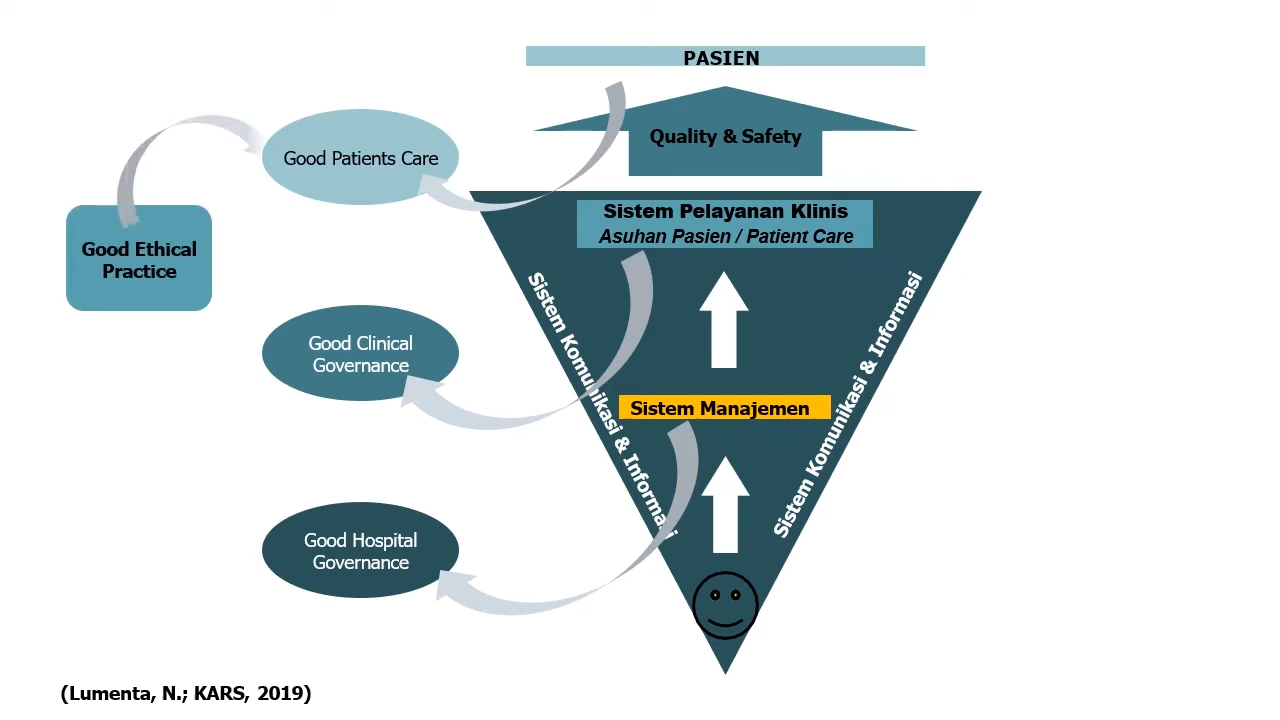 PASIEN
Quality & Safety
Good Patients Care
Sistem Pelayanan Klinis
Asuhan Pasien / Patient Care
Good Ethical
Practice
Sistem Komunikasi & Informasi
Sistem Komunikasi & Informasi
Good Clinical
Governance
Sistem Manajemen
Good Hospital
Governance
(Lumenta, N.; KARS, 2019)